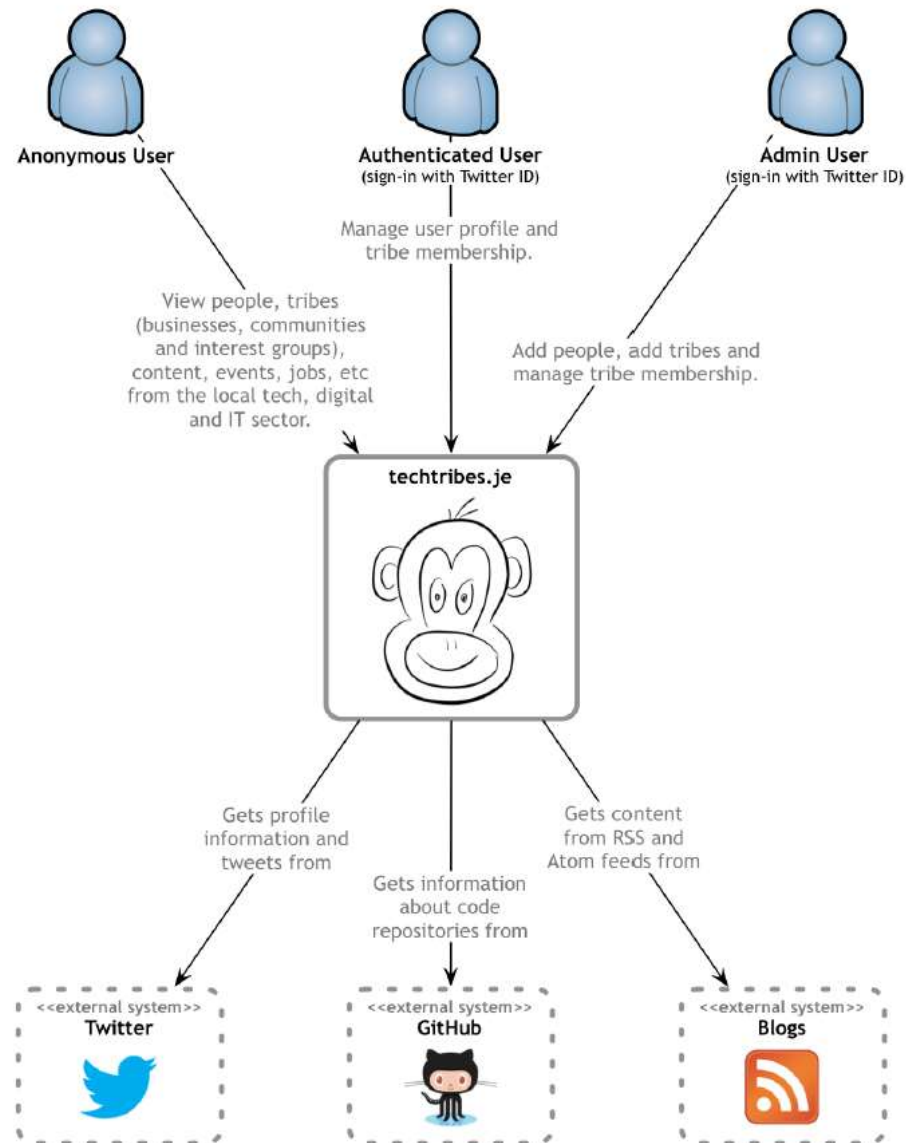 Anonymous User
Authenticated User
(sign-in with Twitter ID)
Admin User
(sign-in with Twitter ID)
Manage user profile and
tribe membership.
View people, tribes
(businesses, communities
and interest groups),
content, events, jobs, etc
from the local tech, digital
and IT sector.
Add people, add tribes and
manage tribe membership.
techtribes.je
Gets profile
information and
tweets from
Gets information
about code
repositories from
Gets content
from RSS and
Atom feeds from
<<external system>>
Twitter
<<external system>>
GitHub
<<external system>>
Blogs